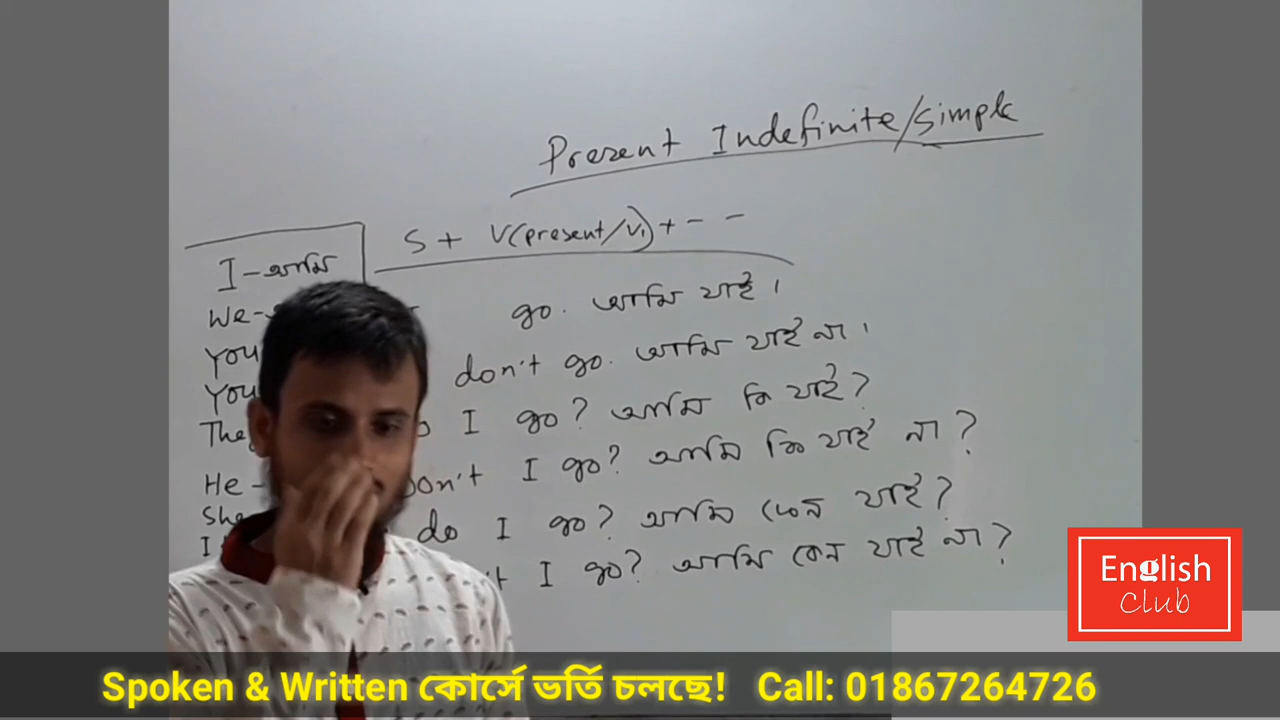 Present Indefinite/Simple
S + V(present/V₁) + - -
I - আমি
We -
You
You
The
He -
She
I
go. আমি যাই।
don't go. আমি যাই না।
I go? আমি কি যাই?
Don't I go? আমি কি যাই না?
do I go? আমি কেন যাই?
I go? আমি কেন যাই না?
English
Club
Spoken & Written কোর্সে ভর্তি চলছে! Call: 01867264726